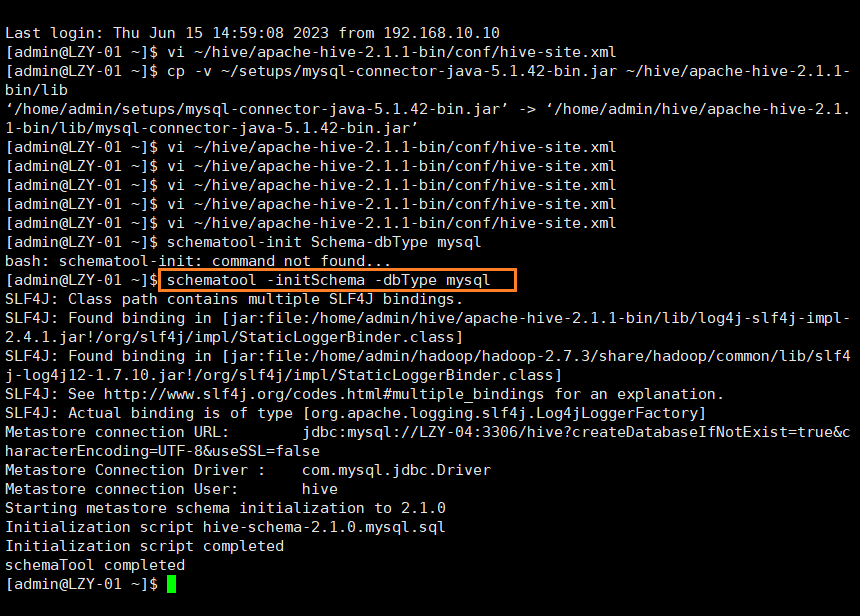 Last login: Thu Jun 15 14:59:08 2023 from 192.168.10.10
[admin@LZY-01 ~]$ vi ~/hive/apache-hive-2.1.1-bin/conf/hive-site.xml
[admin@LZY-01 ~]$ cp -v ~/setups/mysql-connector-java-5.1.42-bin.jar ~/hive/apache-hive-2.1.1-
bin/lib
‘/home/admin/setups/mysql-connector-java-5.1.42-bin.jar’ -> ‘/home/admin/hive/apache-hive-2.1.
1-bin/lib/mysql-connector-java-5.1.42-bin.jar’
[admin@LZY-01 ~]$ vi ~/hive/apache-hive-2.1.1-bin/conf/hive-site.xml
[admin@LZY-01 ~]$ vi ~/hive/apache-hive-2.1.1-bin/conf/hive-site.xml
[admin@LZY-01 ~]$ vi ~/hive/apache-hive-2.1.1-bin/conf/hive-site.xml
[admin@LZY-01 ~]$ vi ~/hive/apache-hive-2.1.1-bin/conf/hive-site.xml
[admin@LZY-01 ~]$ vi ~/hive/apache-hive-2.1.1-bin/conf/hive-site.xml
[admin@LZY-01 ~]$ schematool-init Schema-dbType mysql
bash: schematool-init: command not found...
[admin@LZY-01 ~]$ schematool -initSchema -dbType mysql
SLF4J: Class path contains multiple SLF4J bindings.
SLF4J: Found binding in [jar:file:/home/admin/hive/apache-hive-2.1.1-bin/lib/log4j-slf4j-impl-
2.4.1.jar!/org/slf4j/impl/StaticLoggerBinder.class]
SLF4J: Found binding in [jar:file:/home/admin/hadoop/hadoop-2.7.3/share/hadoop/common/lib/slf4
j-log4j12-1.7.10.jar!/org/slf4j/impl/StaticLoggerBinder.class]
SLF4J: See http://www.slf4j.org/codes.html#multiple_bindings for an explanation.
SLF4J: Actual binding is of type [org.apache.logging.slf4j.Log4jLoggerFactory]
Metastore connection URL:        jdbc:mysql://LZY-04:3306/hive?createDatabaseIfNotExist=true&c
haracterEncoding=UTF-8&useSSL=false
Metastore Connection Driver :    com.mysql.jdbc.Driver
Metastore connection User:       hive
Starting metastore schema initialization to 2.1.0
Initialization script hive-schema-2.1.0.mysql.sql
Initialization script completed
schemaTool completed
[admin@LZY-01 ~]$